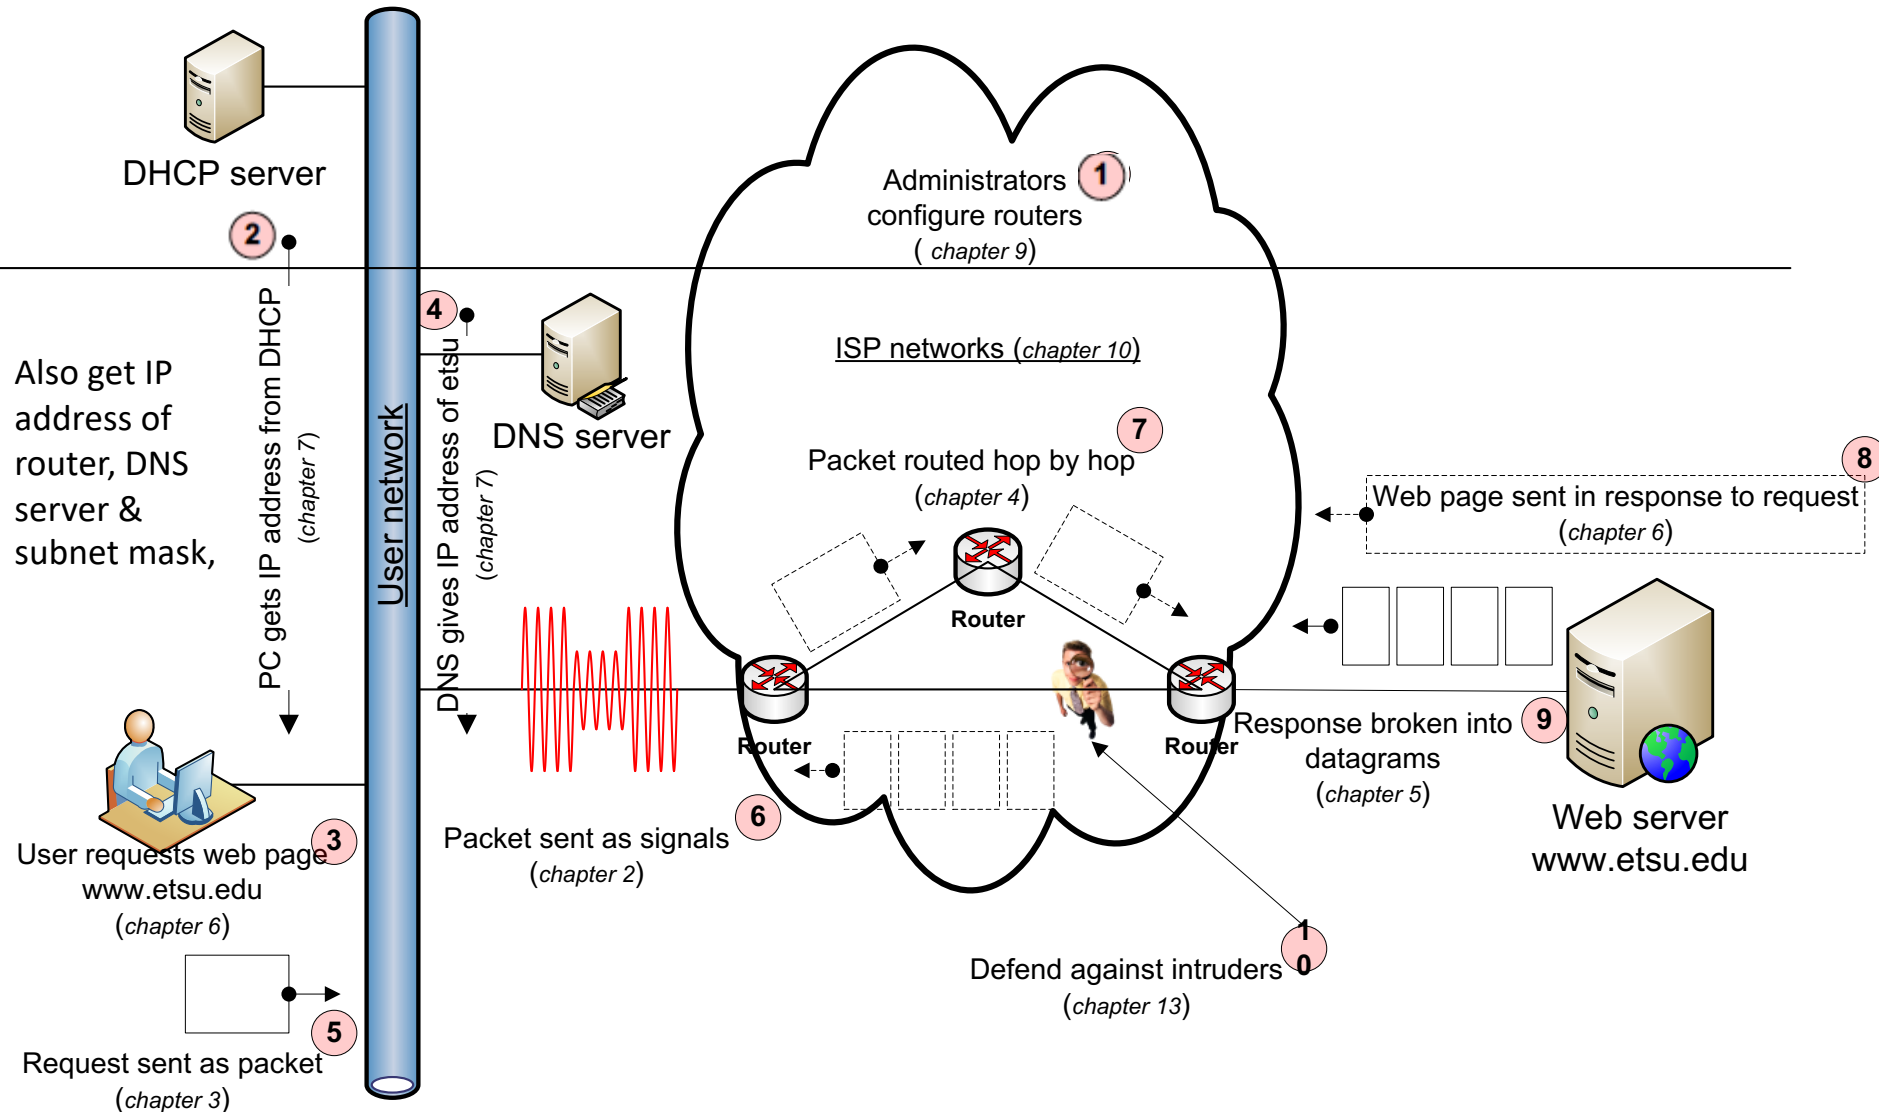 DHCP server
2
PC gets IP address from DHCP
(chapter 7)
Also get IP
address of
router, DNS
server &
subnet mask,
User network
4
DNS gives IP address of etsu
(chapter 7)
DNS server
Administrators
configure routers
( chapter 9)
1
ISP networks (chapter 10)
7
Packet routed hop by hop
(chapter 4)
Router
Router
Router
8
Web page sent in response to request
(chapter 6)
Response broken into
datagrams
(chapter 5)
9
Web server
www.etsu.edu
3
User requests web page
www.etsu.edu
(chapter 6)
Packet sent as signals
(chapter 2)
6
Defend against intruders
(chapter 13)
1
0
5
Request sent as packet
(chapter 3)